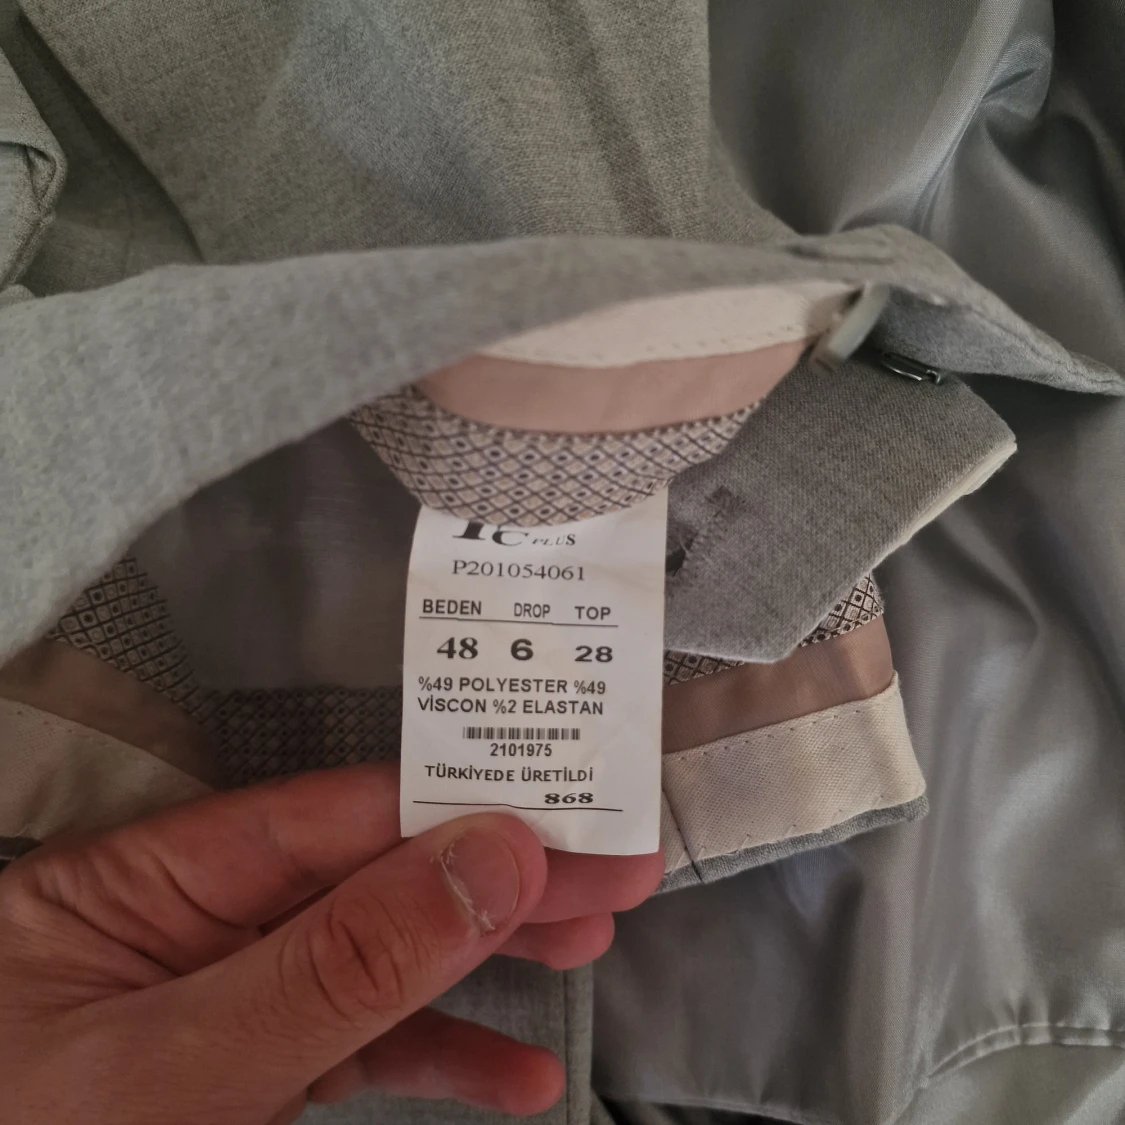 PLUS
P201054061
BEDEN DROP TOP
48 6 28
%49 POLYESTER %49
VİSCON %2 ELASTAN
2101975
TÜRKİYEDE ÜRETİLDİ
868